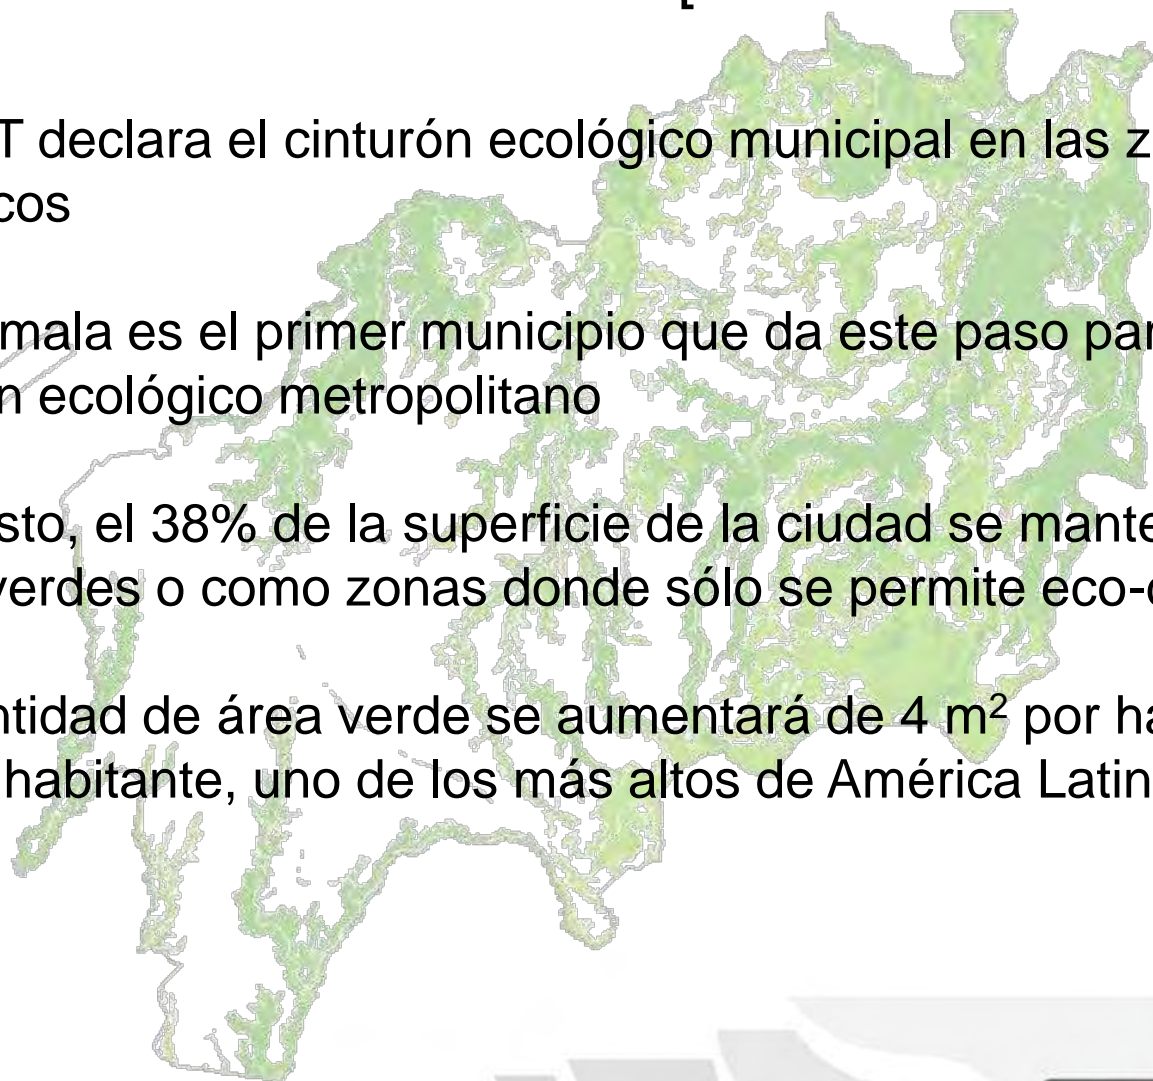 T declara el cinturón ecológico municipal en las z
cos
mala es el primer municipio que da este paso par
n ecológico metropolitano
sto, el 38% de la superficie de la ciudad se mante
verdes o como zonas donde sólo se permite eco-
ntidad de área verde se aumentará de 4 m² por ha
habitante, uno de los más altos de América Latin